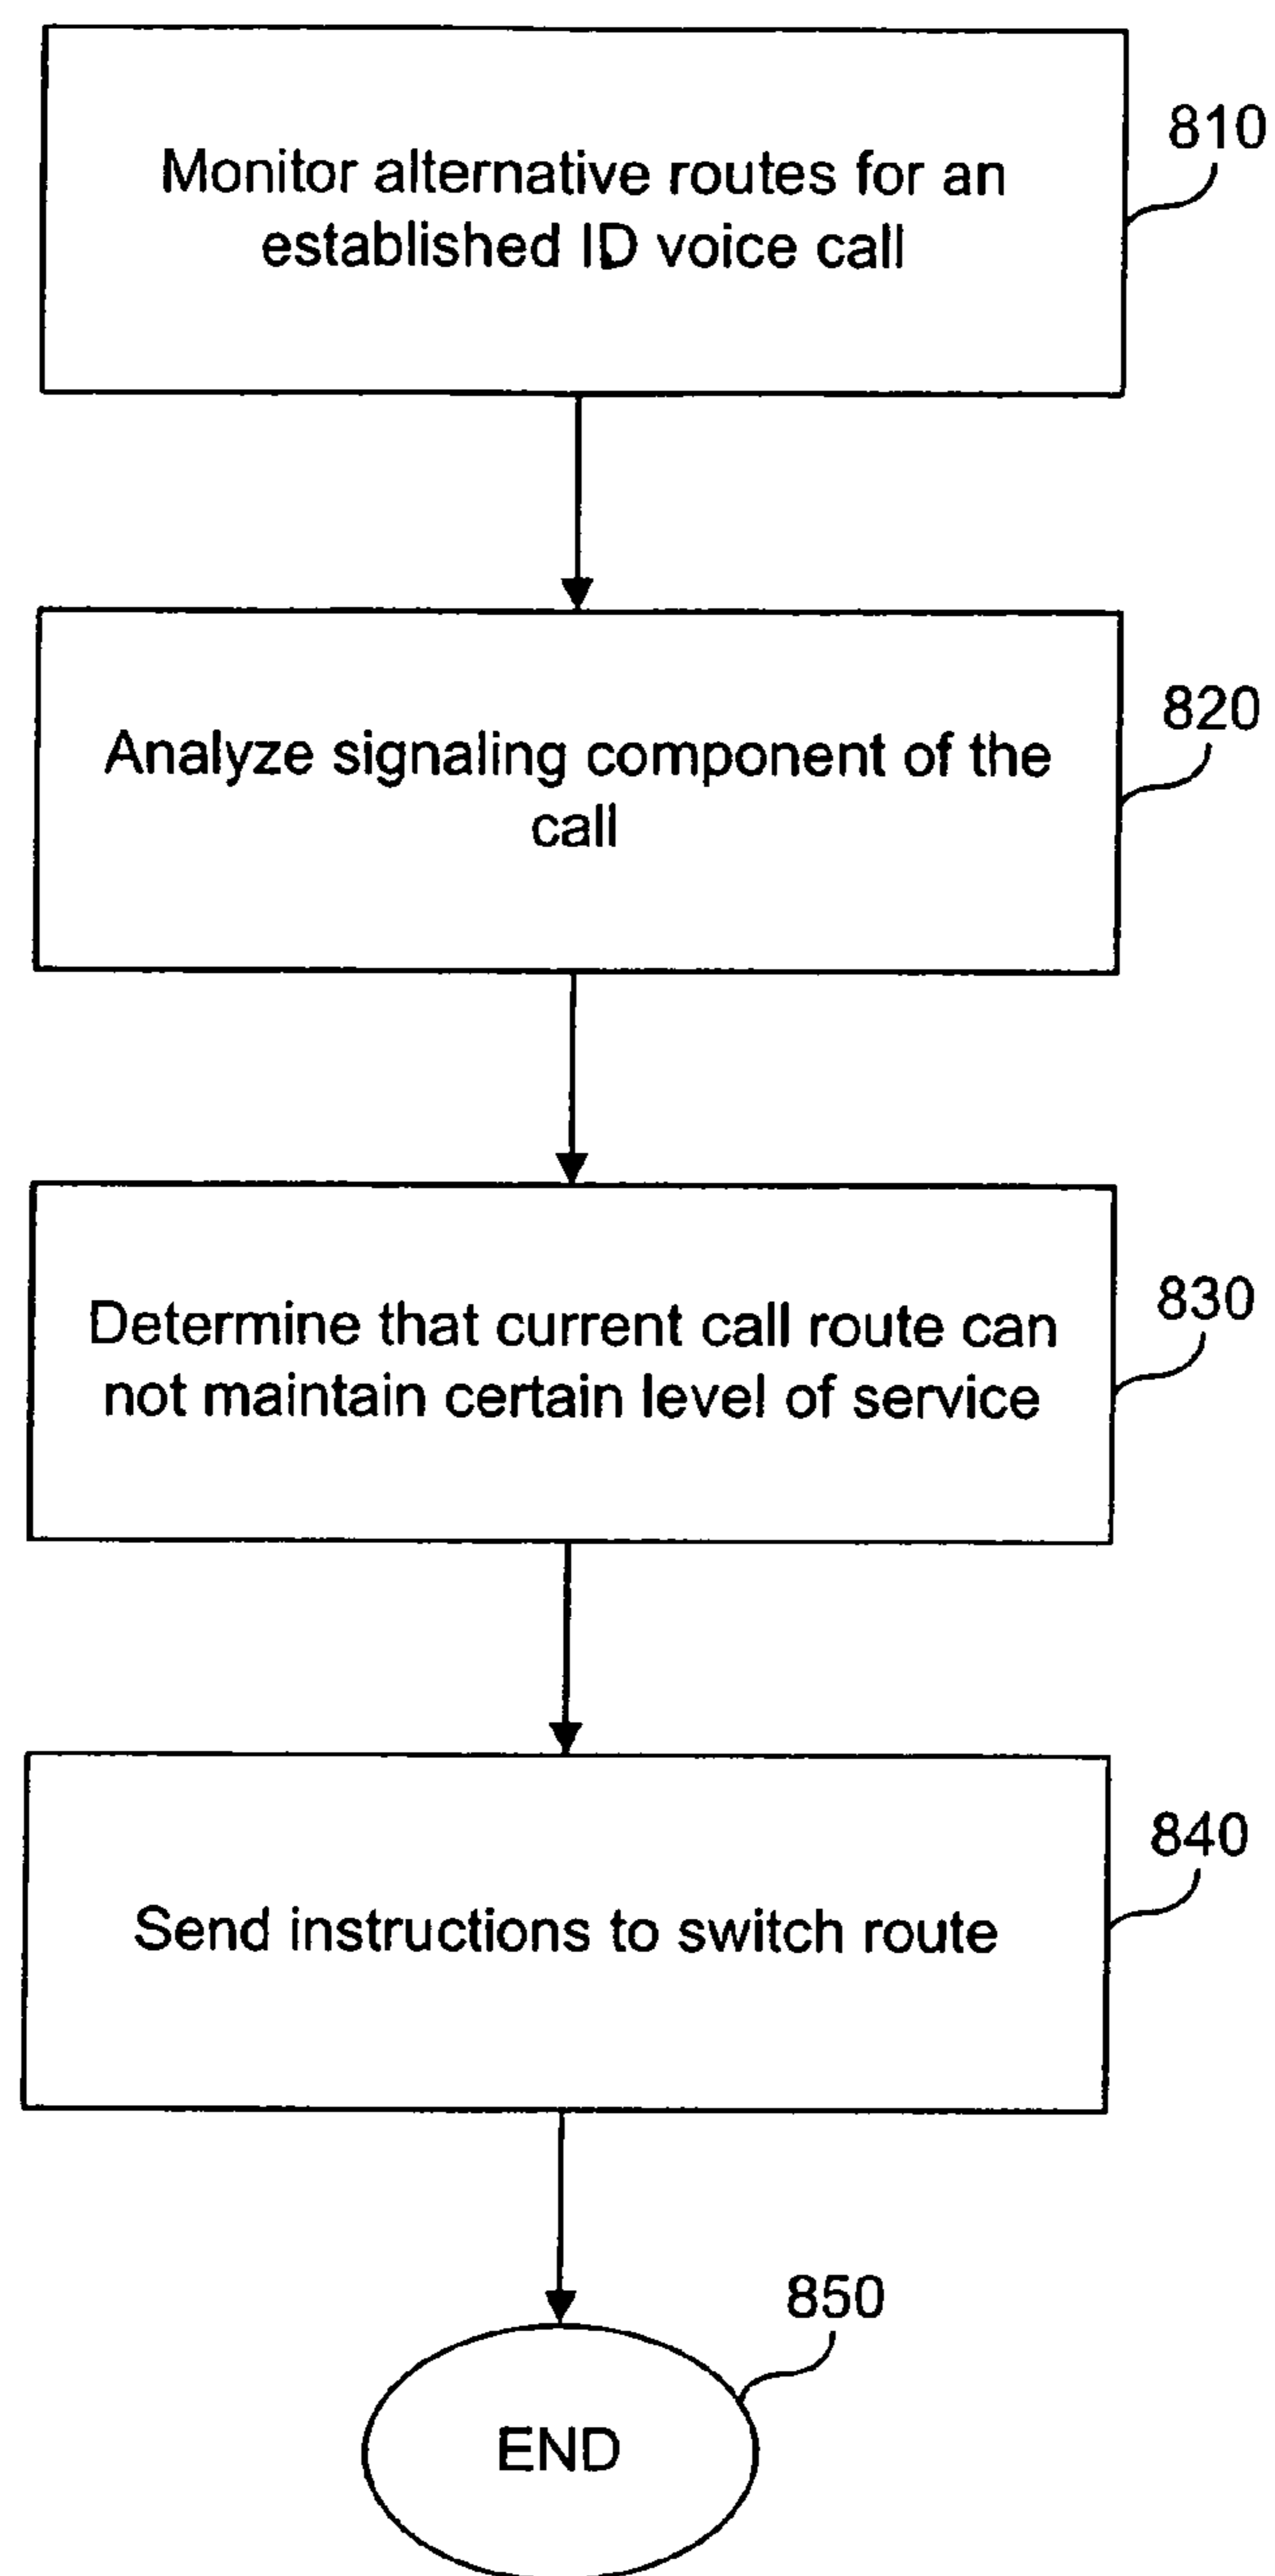 Monitor alternative routes for an
established ID voice call
810
Analyze signaling component of the
call
820
Determine that current call route can
not maintain certain level of service
830
Send instructions to switch route
840
850
END